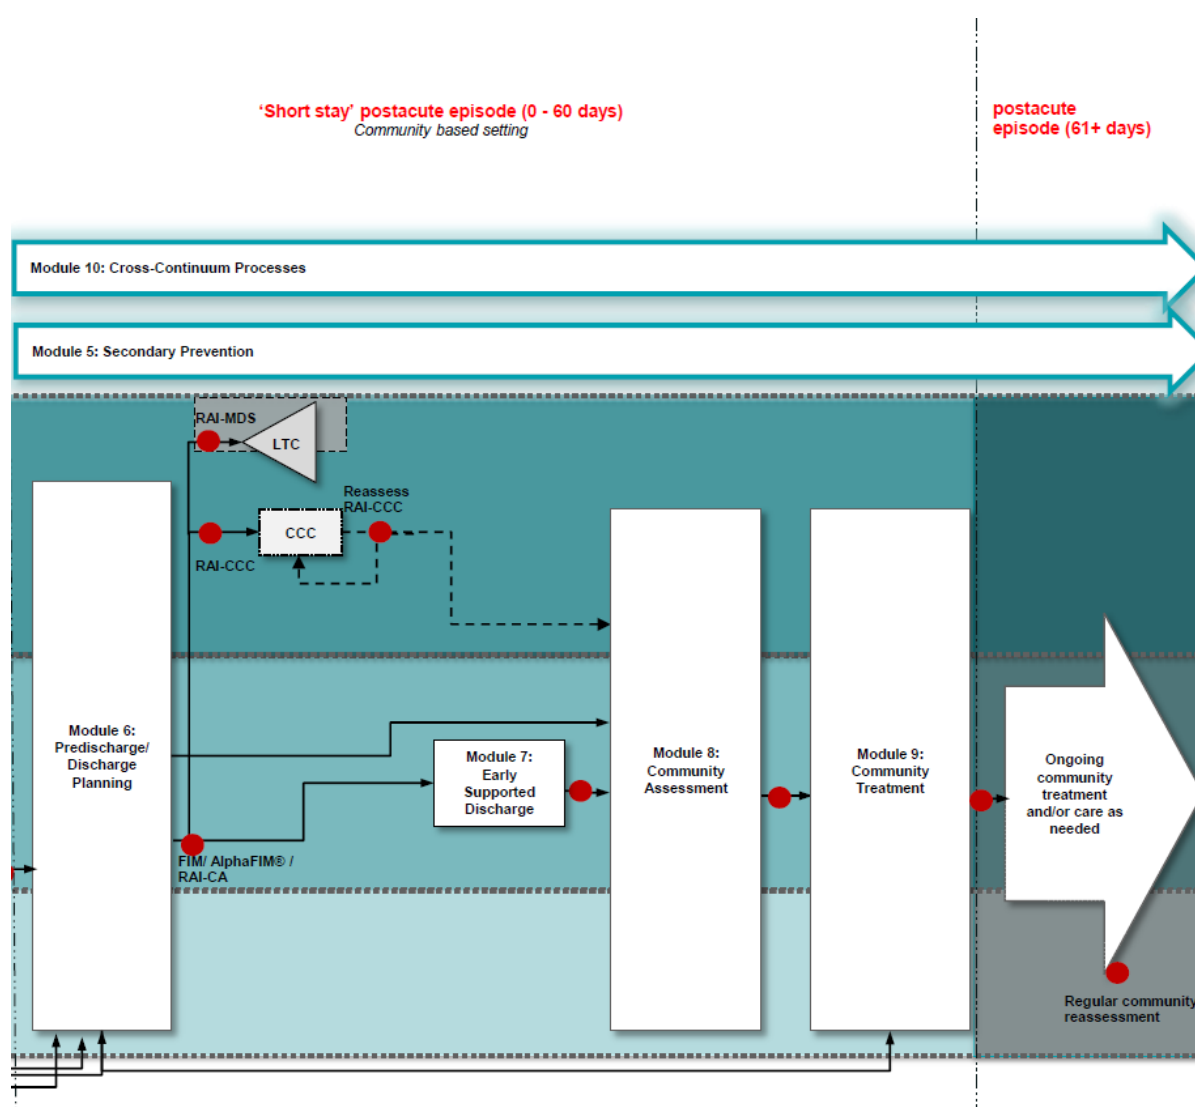 ‘Short stay’ postacute episode (0 - 60 days)
Community based setting
postacute
episode (61+ days)
Module 10: Cross-Continuum Processes
Module 5: Secondary Prevention
RAI-MDS
LTC
Reassess
RAI-CCC
CCC
RAI-CCC
Module 6:
Predischarge/
Discharge
Planning
Module 7:
Early
Supported
Discharge
Module 8:
Community
Assessment
Module 9:
Community
Treatment
Ongoing
community
treatment
and/or care as
needed
FIM/ AlphaFIM® /
RAI-CA
Regular community
reassessment